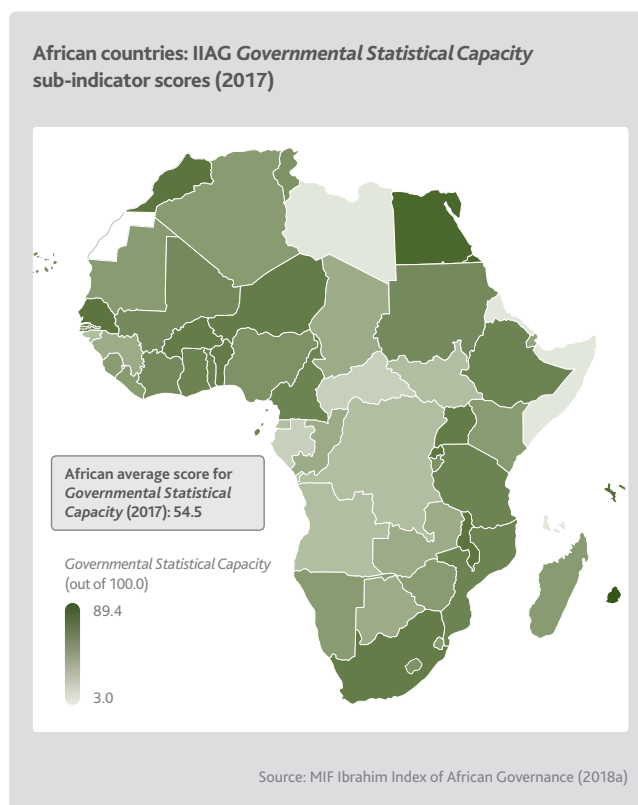 African countries: IIAG Governmental Statistical Capacity
sub-indicator scores (2017)
African average score for
Governmental Statistical
Capacity (2017): 54.5
Governmental Statistical Capacity
(out of 100.0)
89.4
3.0
Source: MIF Ibrahim Index of African Governance (2018a)